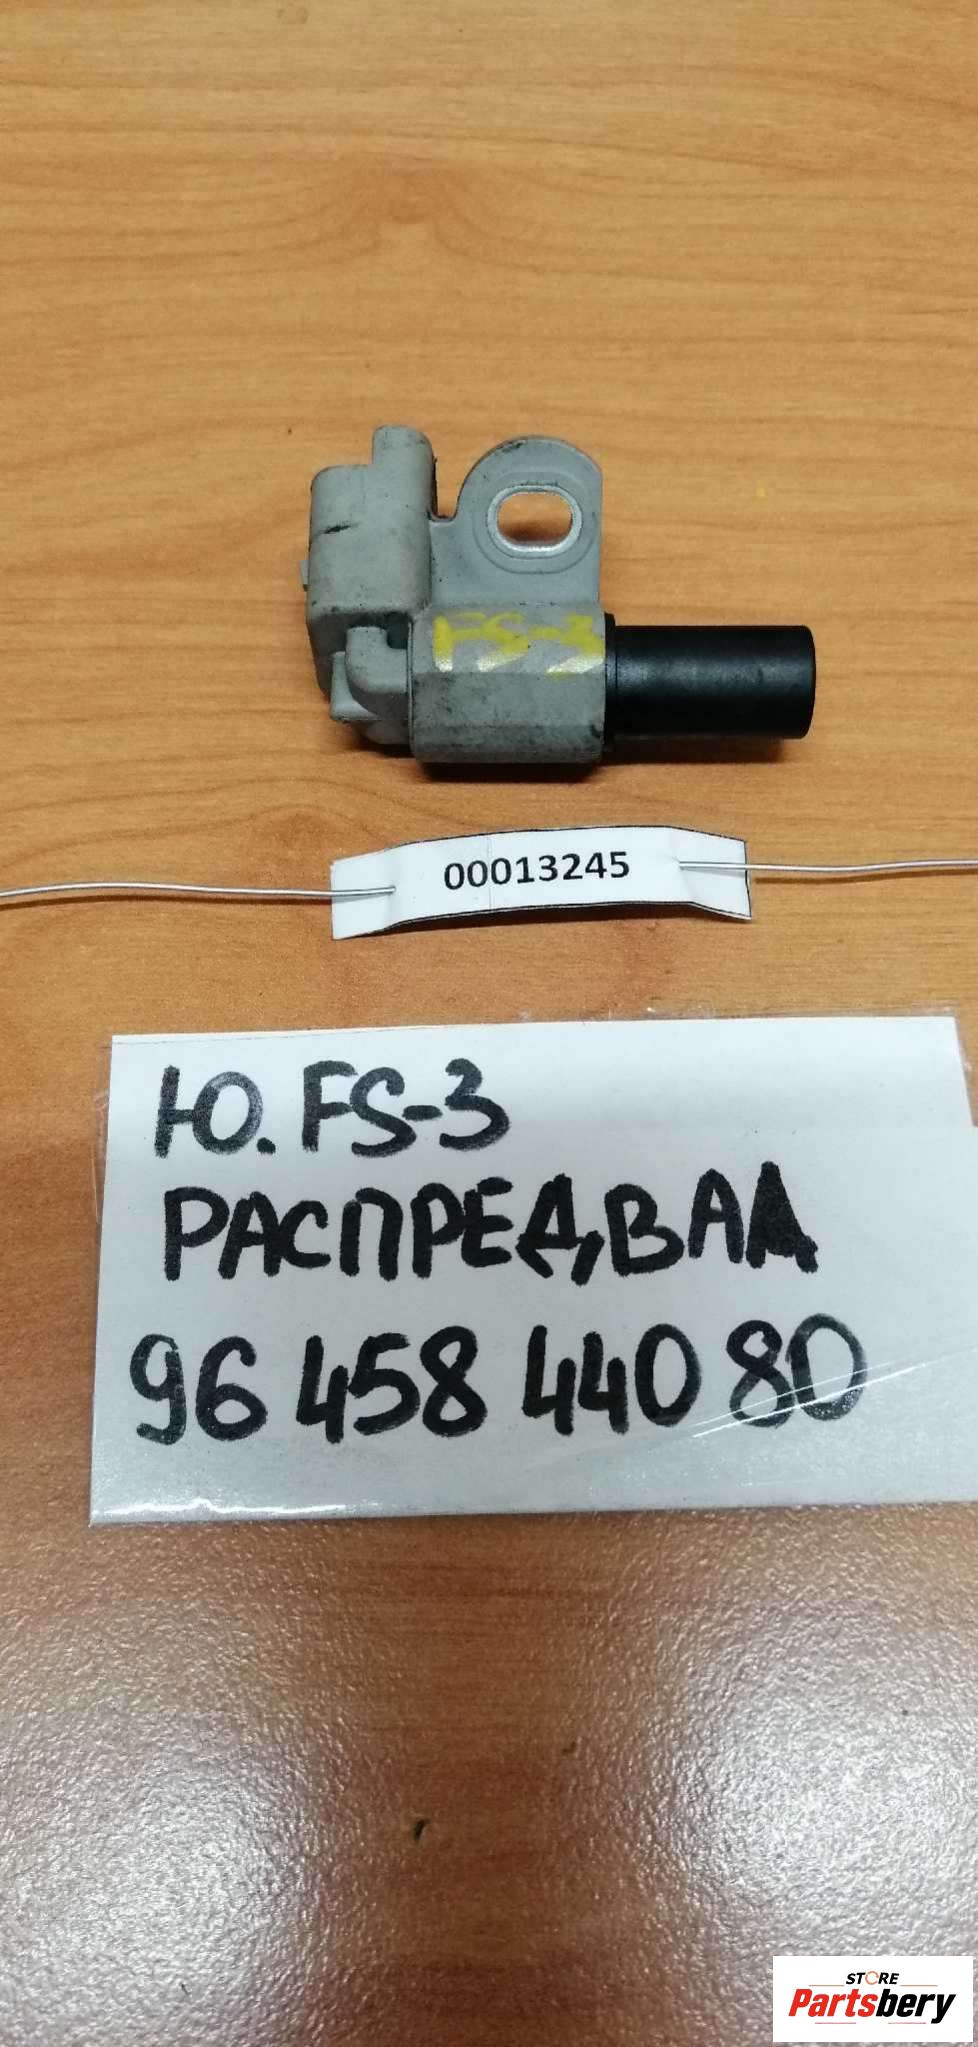 FS-3
00013245
Ю. FS-3
РАСПРЕДВАЛ
96 458 440 80
STORE
Partsbery